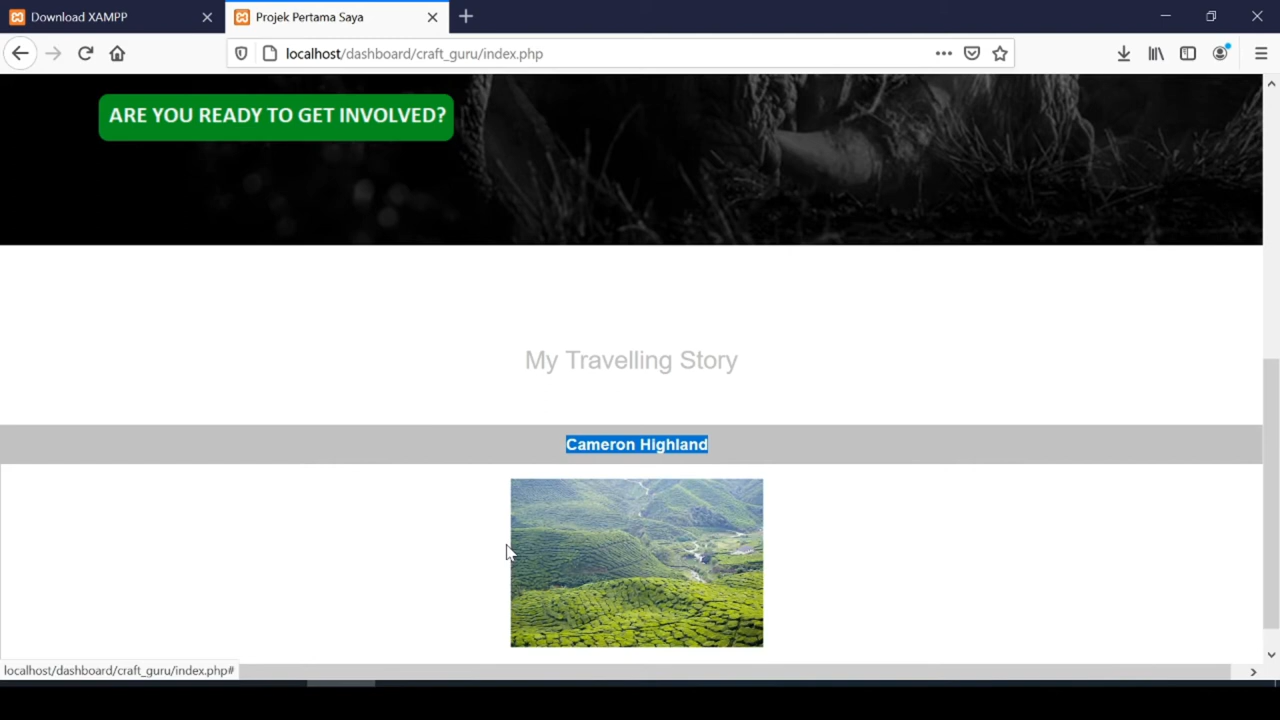 Download XAMPP
Projek Pertama Saya
localhost/dashboard/craft_guru/index.php
ARE YOU READY TO GET INVOLVED?
My Travelling Story
Cameron Highland
localhost/dashboard/craft_guru/index.php#